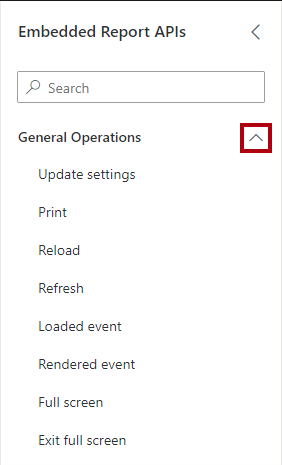 Embedded Report APIs
Search
General Operations
Update settings
Print
Reload
Refresh
Loaded event
Rendered event
Full screen
Exit full screen